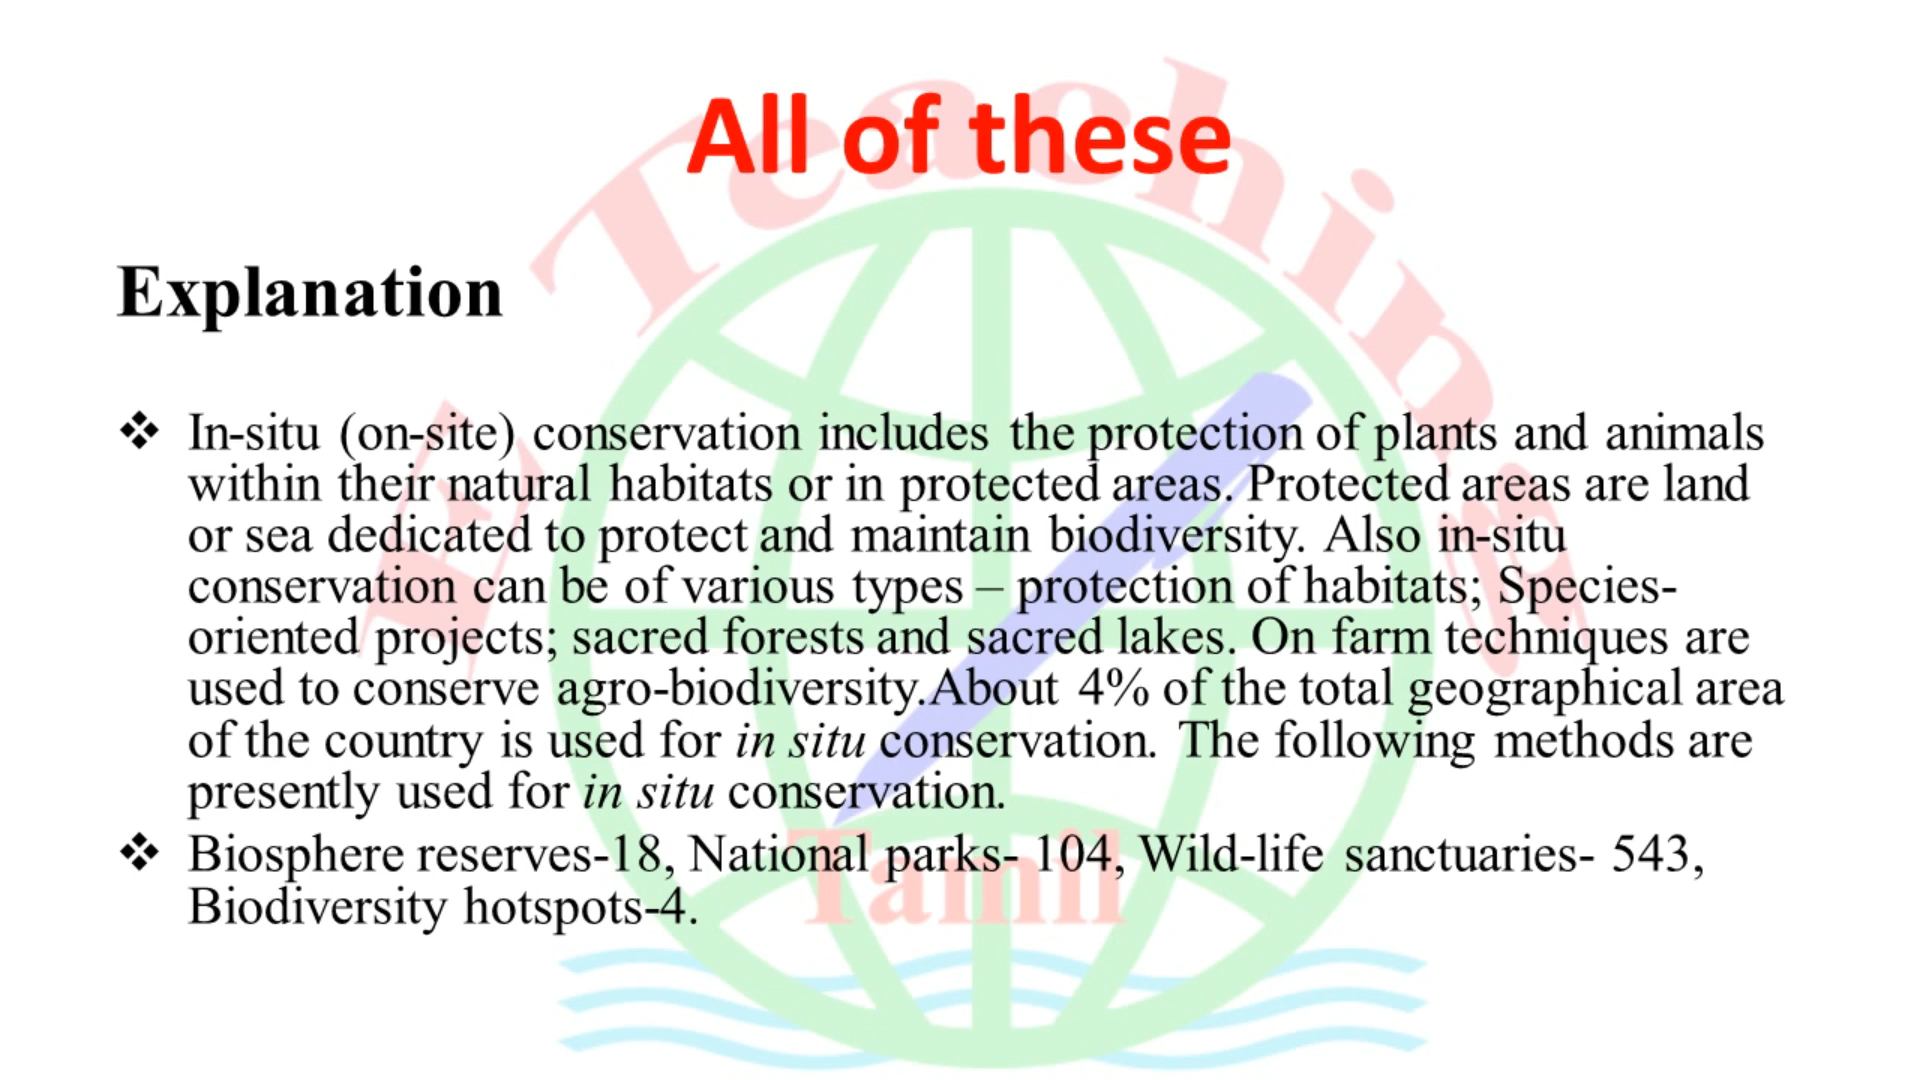 All of these
Explanation
❖ In-situ (on-site) conservation includes the protection of plants and animals
within their natural habitats or in protected areas. Protected areas are land
or sea dedicated to protect and maintain biodiversity. Also in-situ
conservation can be of various types – protection of habitats; Species-
oriented projects; sacred forests and sacred lakes. On farm techniques are
used to conserve agro-biodiversity.About 4% of the total geographical area
of the country is used for in situ conservation. The following methods are
presently used for in situ conservation.
❖ Biosphere reserves-18, National parks- 104, Wild-life sanctuaries- 543,
Biodiversity hotspots-4.
E Teaching
Tamil